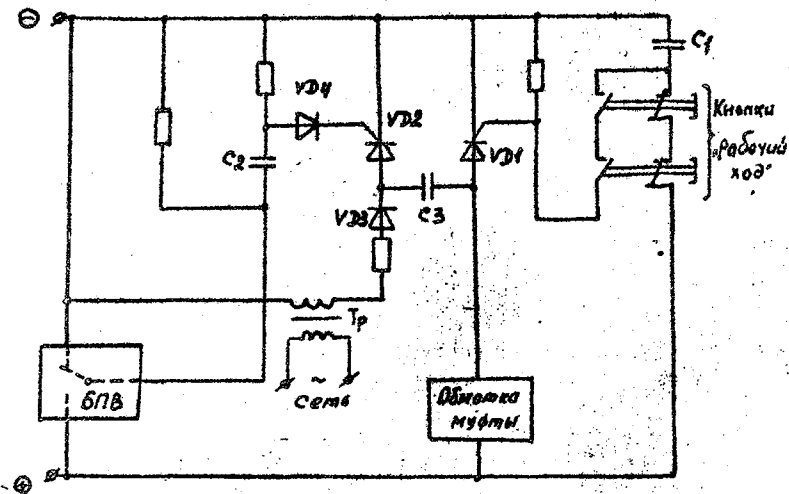 ⊖
VD4
VD2
C1
Кнопки
„Рабочий
ход"
C2
VD1
C3
VD3
Тр
~
Сеть
БПВ
Обмотка
муфты
⊕